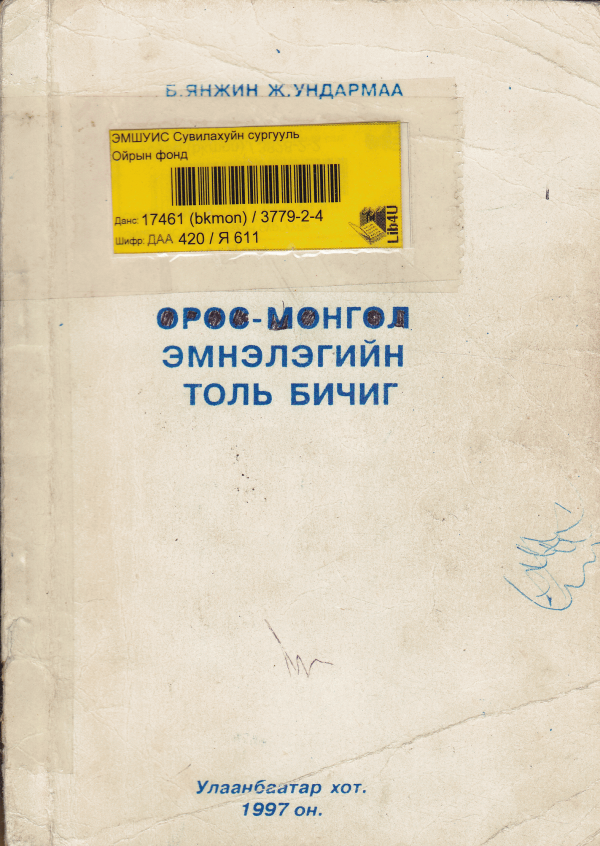 Б.ЯНЖИН Ж.УНДАРМАА
ЭМШУИС Сувилахуйн сургууль
Ойрын фонд
Данс: 17461 (bkmon) / 3779-2-4
Шифр: ДАА 420 / Я 611
Lib4U
ОРОС-МОНГОЛ
ЭМНЭЛЭГИЙН
ТОЛЬ БИЧИГ
Улаанбаатар хот.
1997 он.